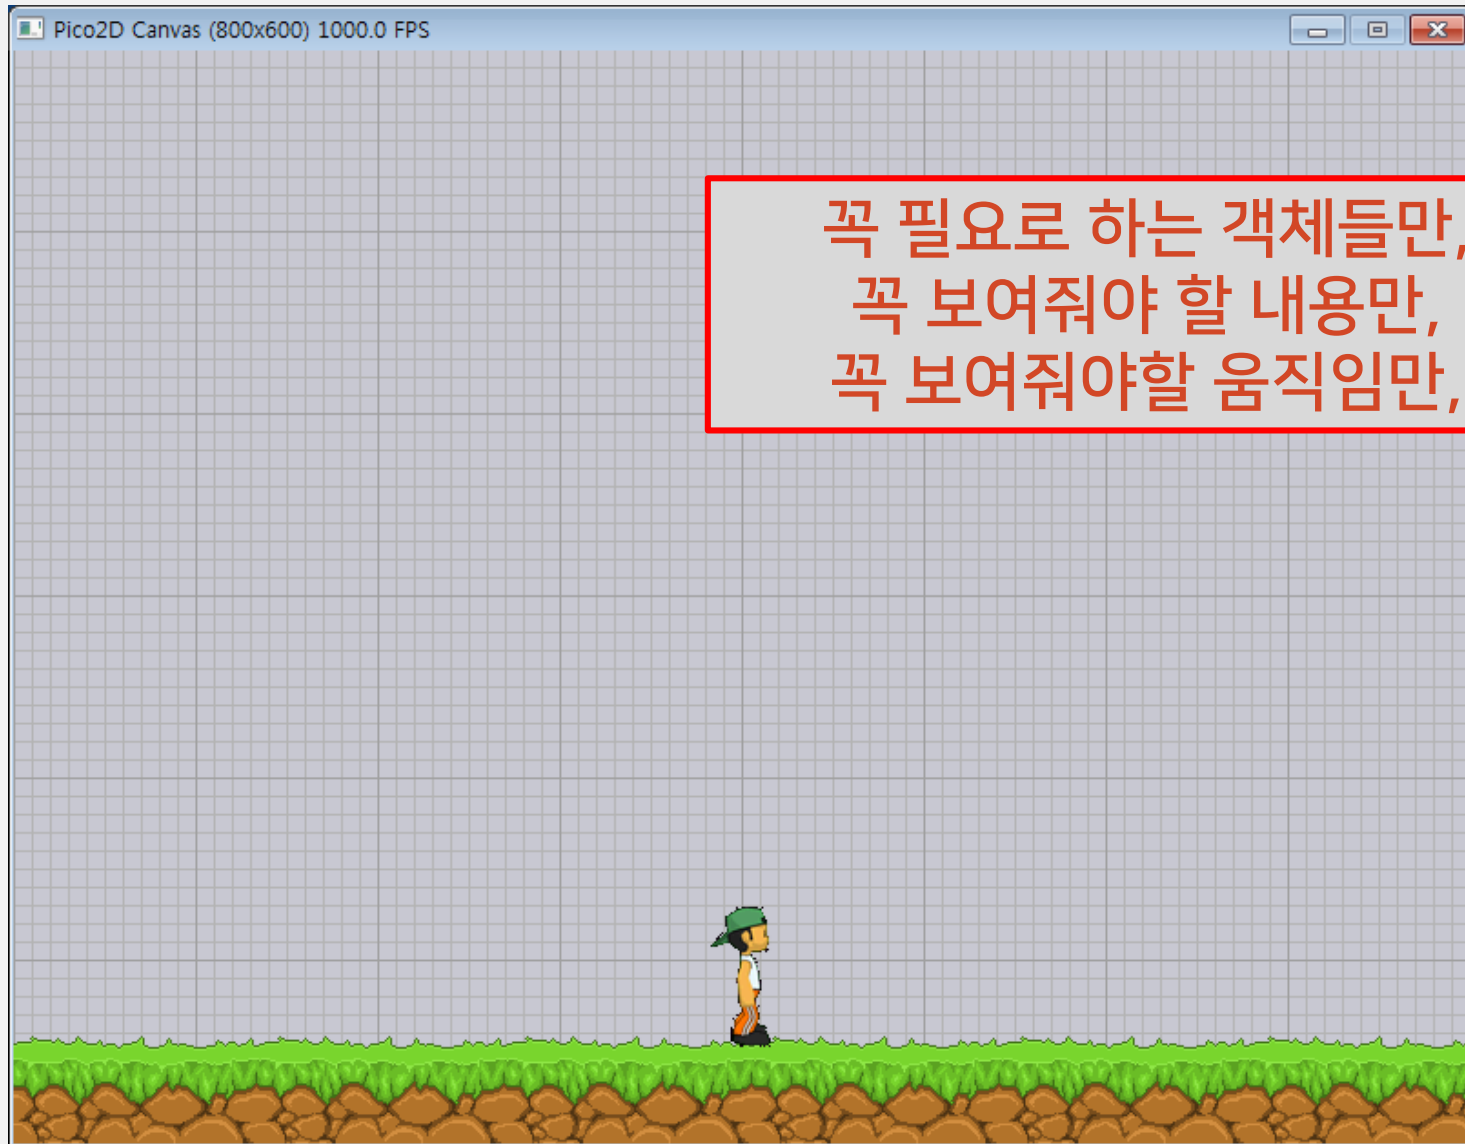 Pico2D Canvas (800x600) 1000.0 FPS
꼭 필요로 하는 객체들만,
꼭 보여줘야 할 내용만,
꼭 보여줘야할 움직임만,